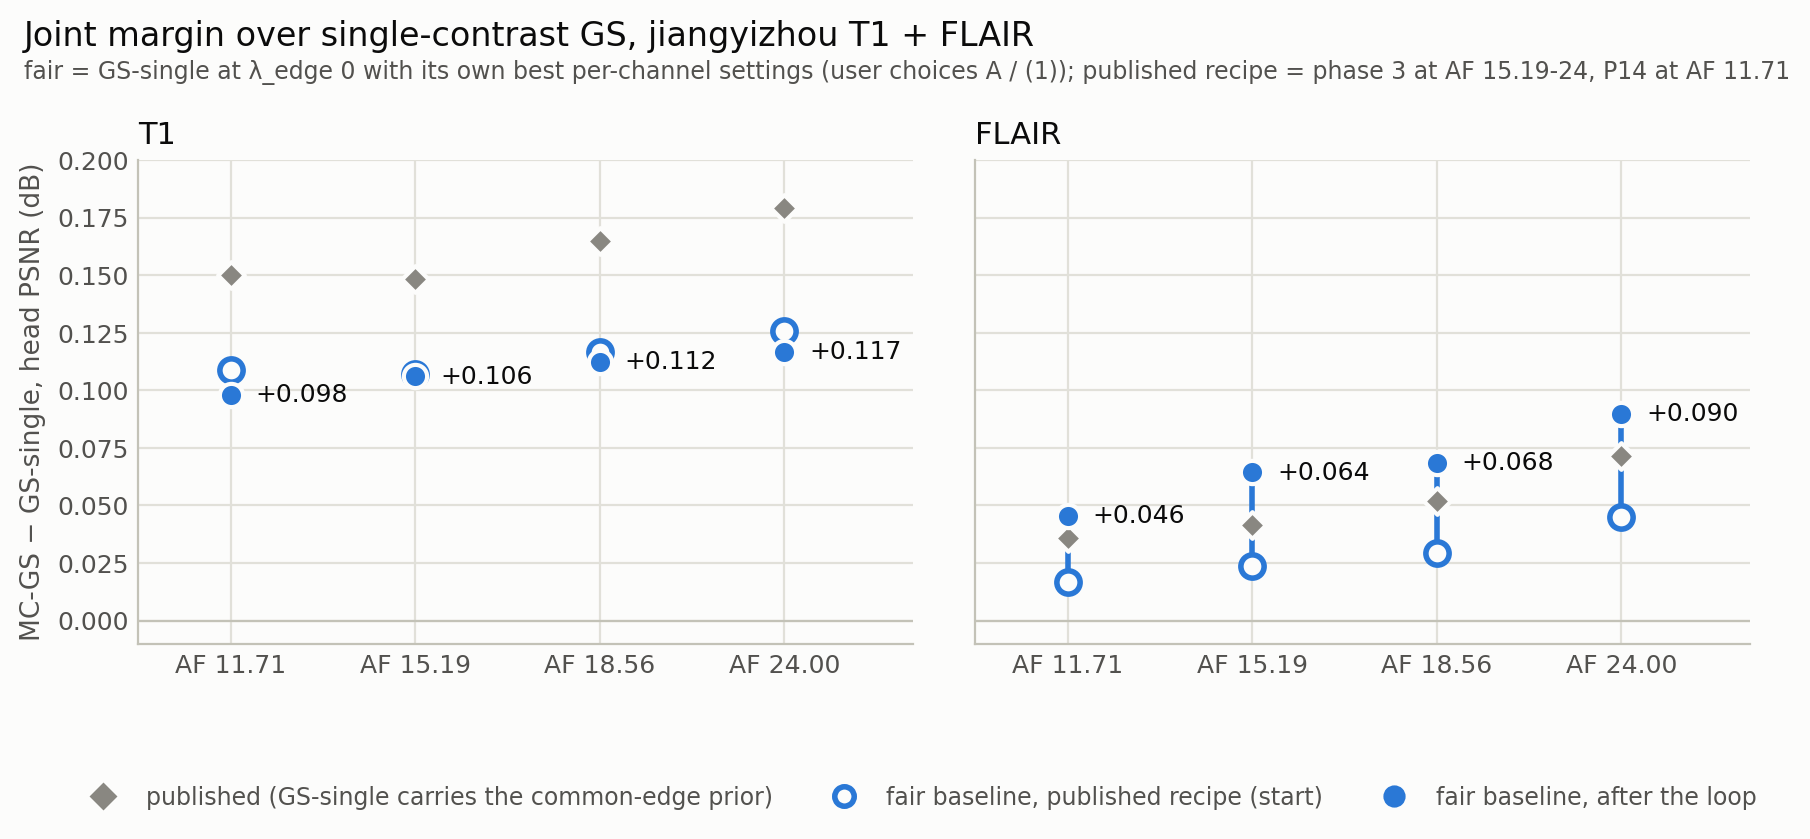 Joint margin over single-contrast GS, jiangyizhou T1 + FLAIR
fair = GS-single at λ_edge 0 with its own best per-channel settings (user choices A / (1)); published recipe = phase 3 at AF 15.19-24, P14 at AF 11.71
T1
MC-GS − GS-single, head PSNR (dB)
0.200
0.175
0.150
0.125
0.100
0.075
0.050
0.025
0.000
+0.098
+0.106
+0.112
+0.117
AF 11.71
AF 15.19
AF 18.56
AF 24.00
FLAIR
+0.046
+0.064
+0.068
+0.090
AF 11.71
AF 15.19
AF 18.56
AF 24.00
published (GS-single carries the common-edge prior)
fair baseline, published recipe (start)
fair baseline, after the loop